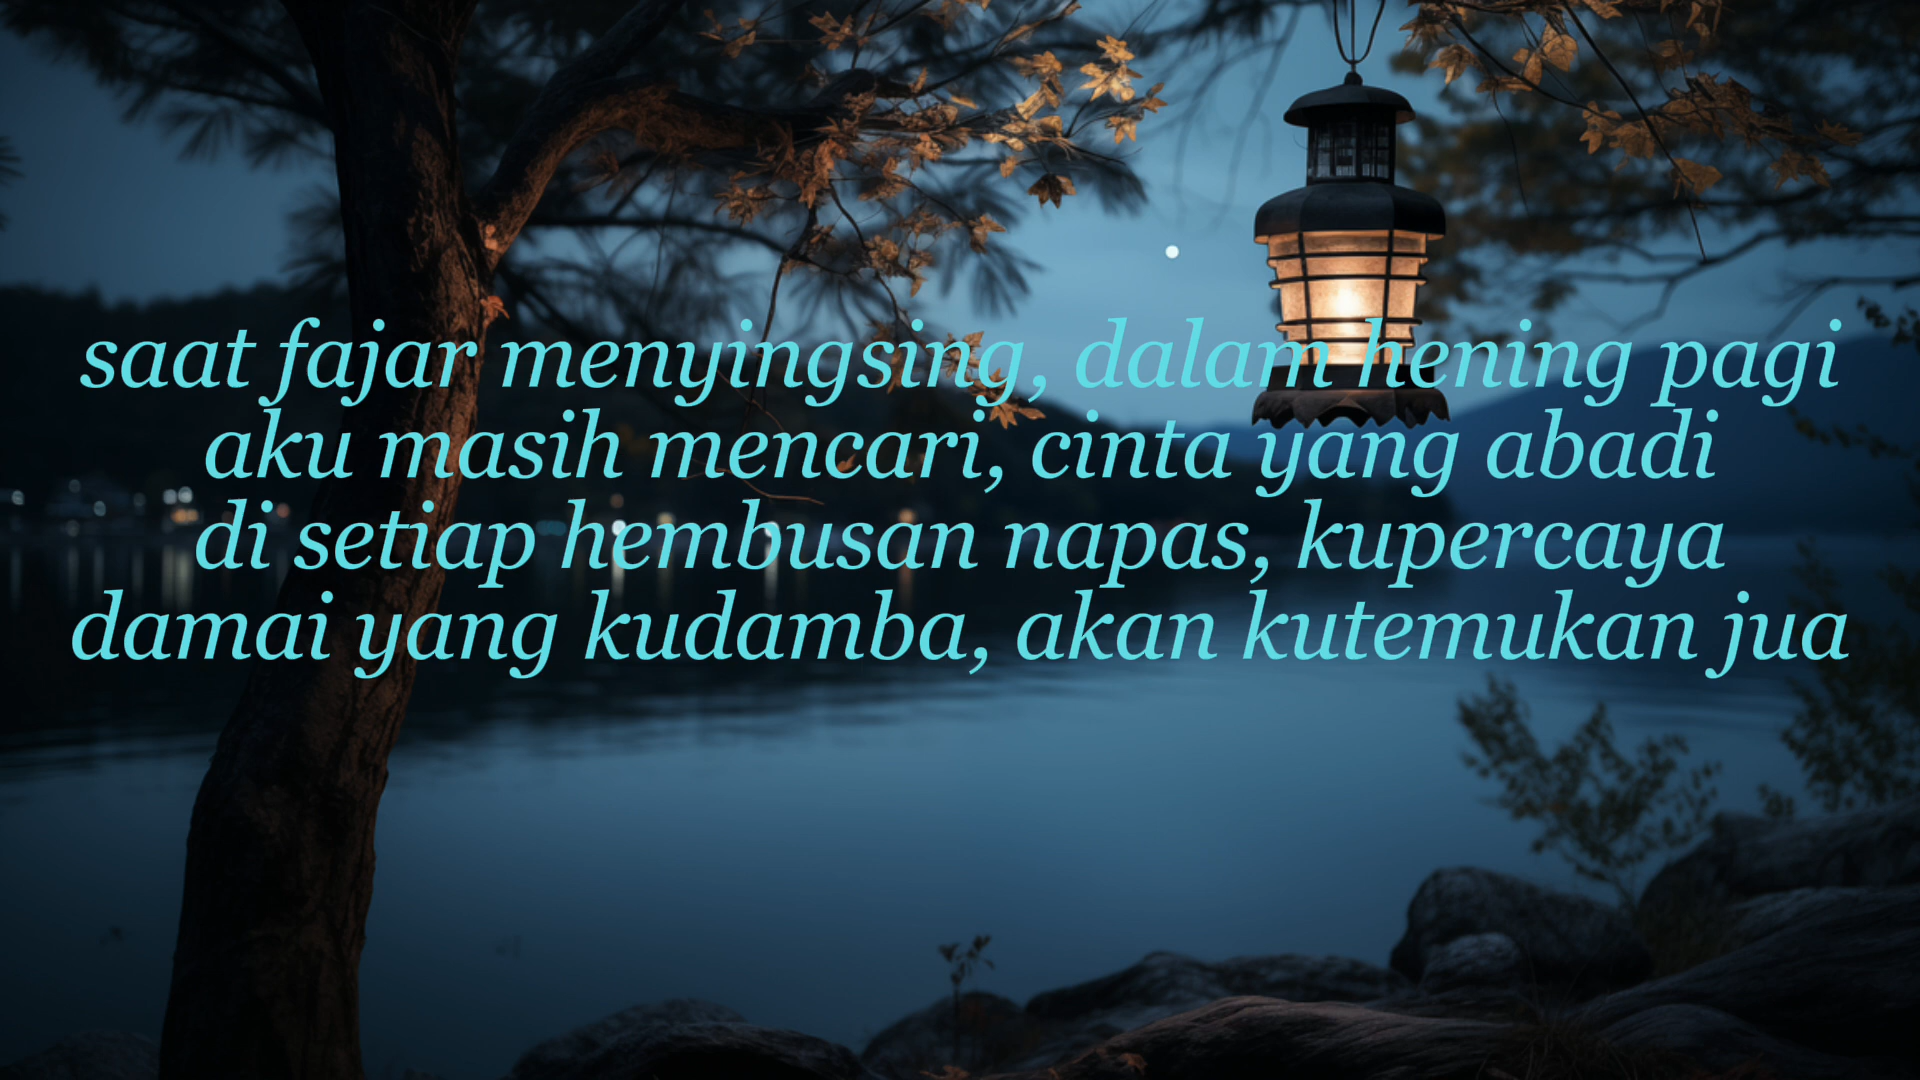 saat fajar menyingsing, dalam hening pagi
aku masih mencari, cinta yang abadi
di setiap hembusan napas, kupercaya
damai yang kudamba, akan kutemukan jua